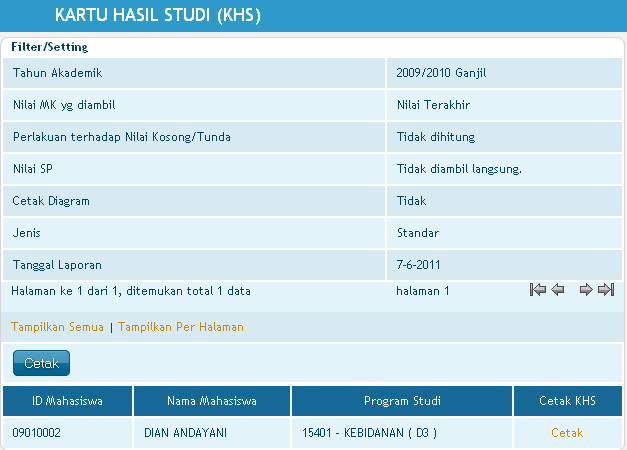 KARTU HASIL STUDI (KHS)
Filter/Setting
Tahun Akademik 2009/2010 Ganjil
Nilai MK yg diambil Nilai Terakhir
Perlakuan terhadap Nilai Kosong/Tunda Tidak dihitung
Nilai SP Tidak diambil langsung.
Cetak Diagram Tidak
Jenis Standar
Tanggal Laporan 7-6-2011
Halaman ke 1 dari 1, ditemukan total 1 data halaman 1
Tampilkan Semua | Tampilkan Per Halaman
Cetak
ID Mahasiswa Nama Mahasiswa Program Studi Cetak KHS
09010002 DIAN ANDAYANI 15401 - KEBIDANAN ( D3 ) Cetak